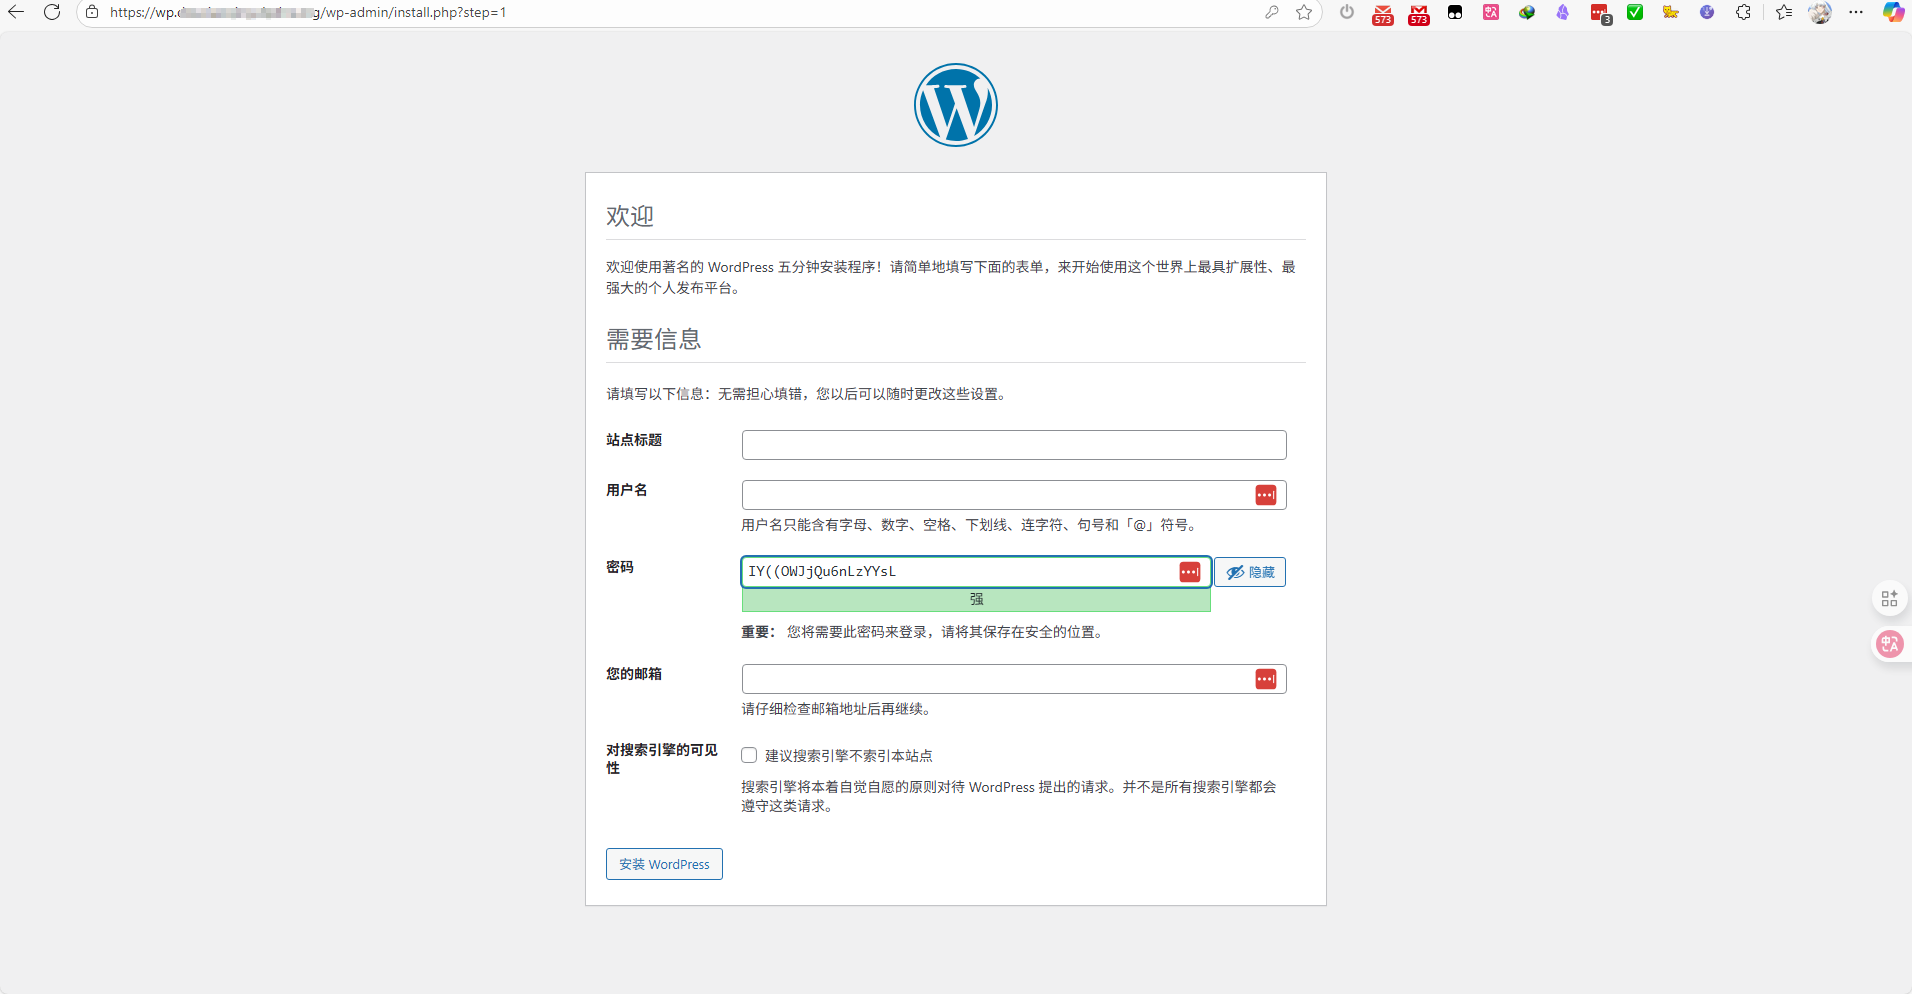 https://wp.
/wp-admin/install.php?step=1
573
573
3
欢迎
欢迎使用著名的 WordPress 五分钟安装程序！请简单地填写下面的表单，来开始使用这个世界上最具扩展性、最
强大的个人发布平台。
需要信息
请填写以下信息：无需担心填错，您以后可以随时更改这些设置。
站点标题
用户名
用户名只能含有字母、数字、空格、下划线、连字符、句号和「@」符号。
密码
IY((OWJjQu6nLzYYsL
隐藏
强
重要： 您将需要此密码来登录，请将其保存在安全的位置。
您的邮箱
请仔细检查邮箱地址后再继续。
对搜索引擎的可见
性
建议搜索引擎不索引本站点
搜索引擎将本着自觉自愿的原则对待 WordPress 提出的请求。并不是所有搜索引擎都会
遵守这类请求。
安装 WordPress